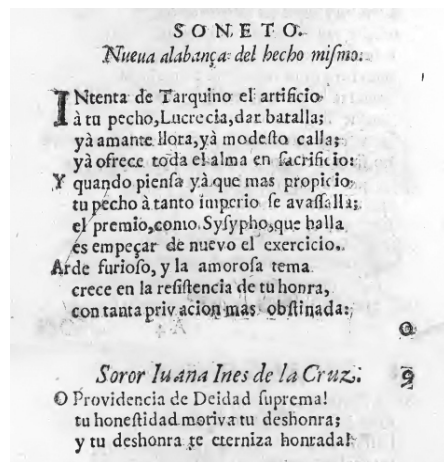 SONETO.
Nueua alabança del hecho miſmo.
INtenta de Tarquino el artificio
à tu pecho, Lucrecia, dar batalla;
yà amante llora, yà modeſto calla;
yà ofrece toda el alma en ſacrificio:
Y quando pienſa yà que mas propicio
tu pecho à tanto imperio ſe avaſſalla;
el premio, como Syſypho, que halla
es empeçar de nuevo el exercicio.
Arde furioſo, y la amoroſa tema
crece en la reſiſtencia de tu honra,
con tanta privacion mas obſtinada:
O
Soror Iuana Ines de la Cruz. 9
O Providencia de Deidad ſuprema!
tu honeſtidad motiva tu deshonra;
y tu deshonra te eterniza honrada!